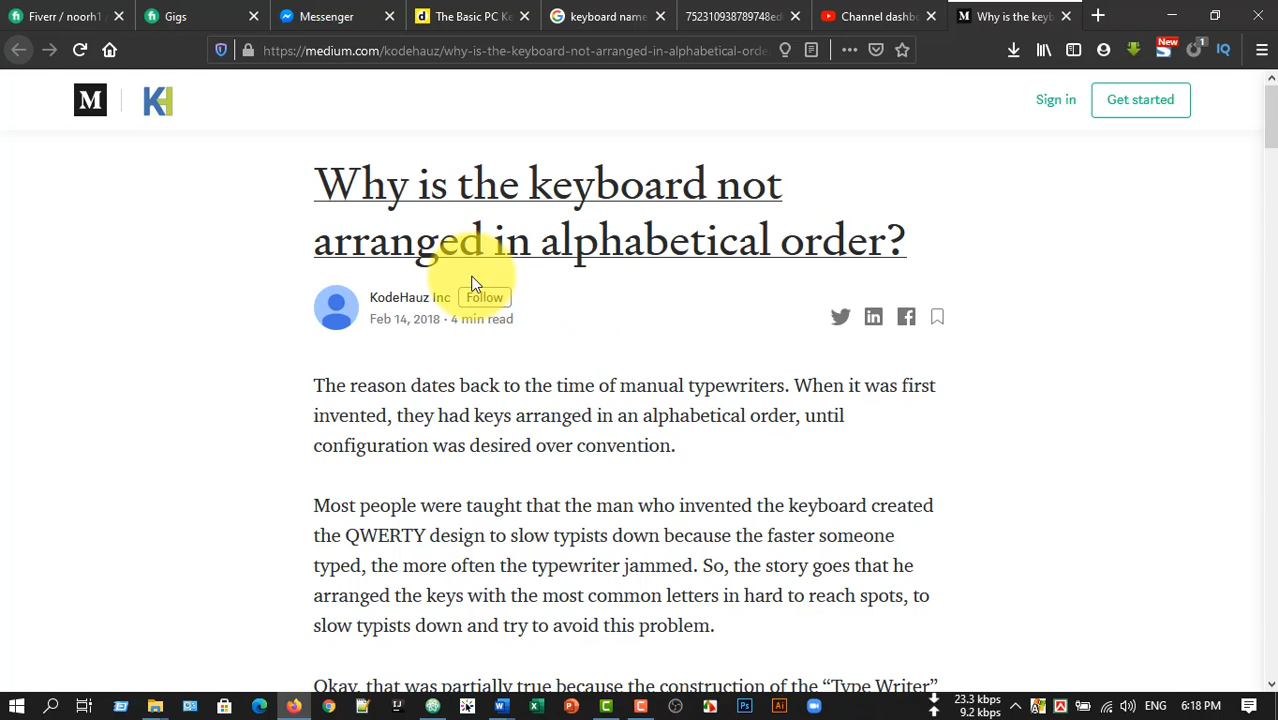 Fiverr / noorh1
Gigs
Messenger
The Basic PC Ke
keyboard name
752310938789748ed
Channel dashbo
Why is the keyb
https://medium.com/kodehauz/why-is-the-keyboard-not-arranged-in-alphabetical-orde
New
1
IQ
M
KH
Sign in
Get started
Why is the keyboard not
arranged in alphabetical order?
KodeHauz Inc
Follow
Feb 14, 2018 · 4 min read
The reason dates back to the time of manual typewriters. When it was first
invented, they had keys arranged in an alphabetical order, until
configuration was desired over convention.
Most people were taught that the man who invented the keyboard created
the QWERTY design to slow typists down because the faster someone
typed, the more often the typewriter jammed. So, the story goes that he
arranged the keys with the most common letters in hard to reach spots, to
slow typists down and try to avoid this problem.
Okay, that was partially true because the construction of the “Type Writer”
23.3 kbps
9.2 kbps
ENG
6:18 PM